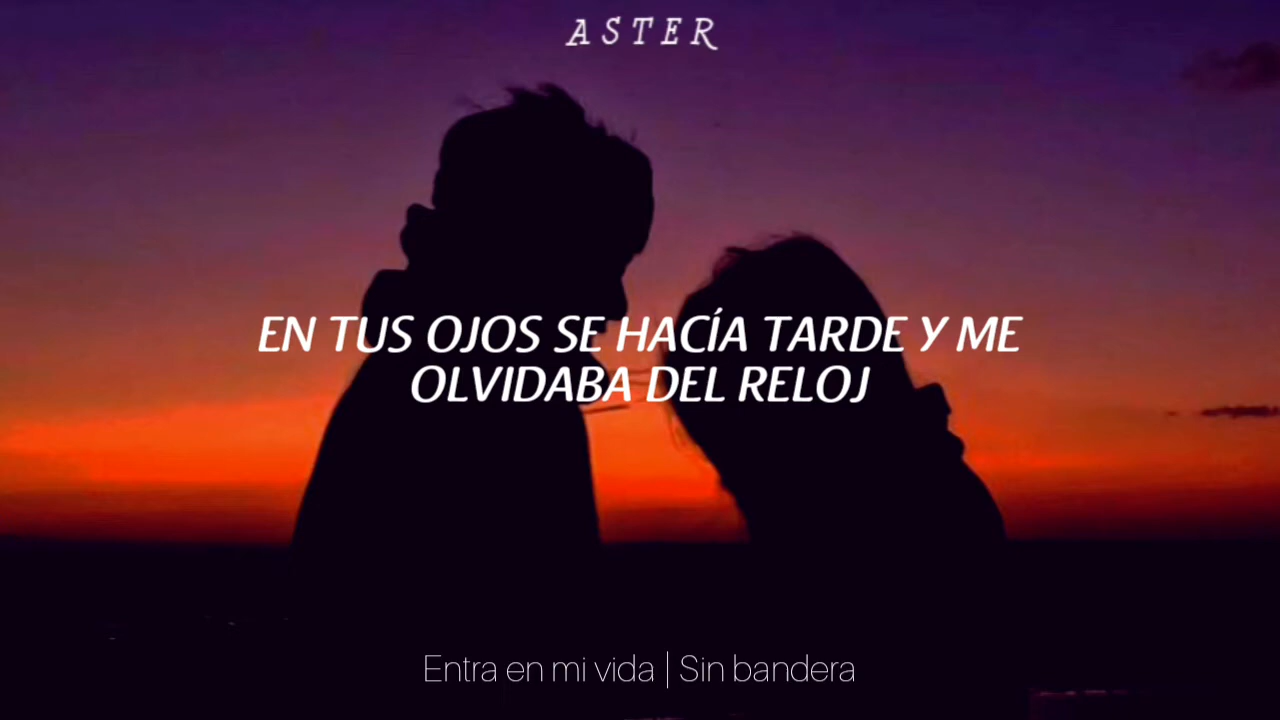 ASTER
EN TUS OJOS SE HACÍA TARDE Y ME
OLVIDABA DEL RELOJ
Entra en mi vida | Sin bandera